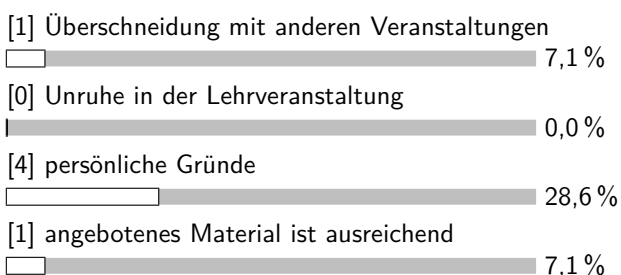 [1] Überschneidung mit anderen Veranstaltungen
7,1 %
[0] Unruhe in der Lehrveranstaltung
0,0 %
[4] persönliche Gründe
28,6 %
[1] angebotenes Material ist ausreichend
7,1 %